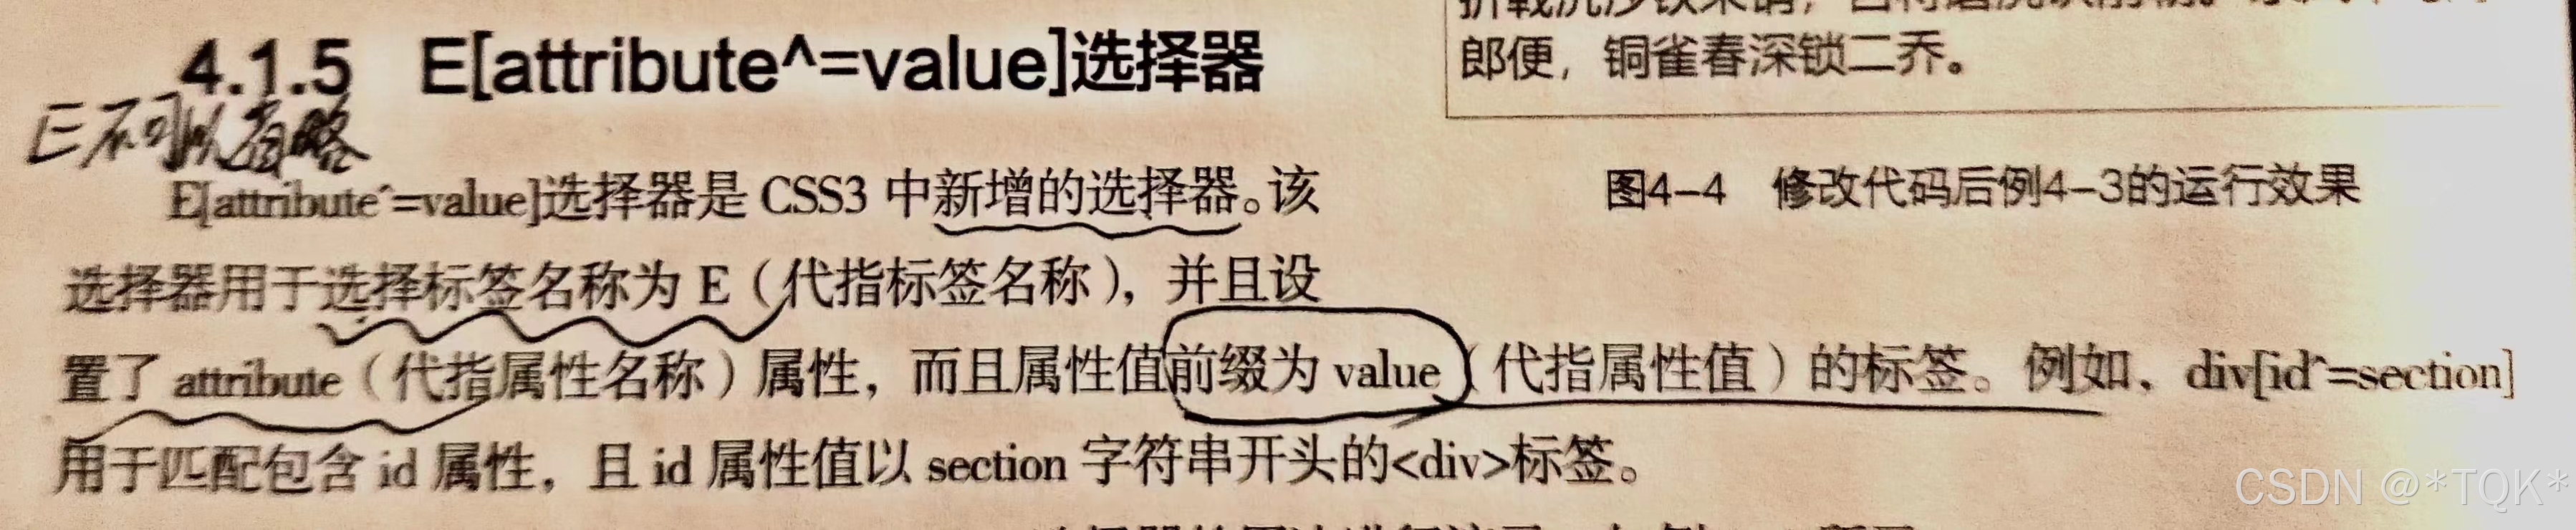 郎便，铜雀春深锁二乔。
4.1.5 E[attribute^=value]选择器
E不可以省略
图4-4 修改代码后例4-3的运行效果
E[attribute^=value]选择器是 CSS3 中新增的选择器。该
选择器用于选择标签名称为 E（代指标签名称），并且设
置了 attribute（代指属性名称）属性，而且属性值前缀为 value（代指属性值）的标签。例如，div[id^=section]
用于匹配包含 id 属性，且 id 属性值以 section 字符串开头的<div>标签。
CSDN @*TQK*